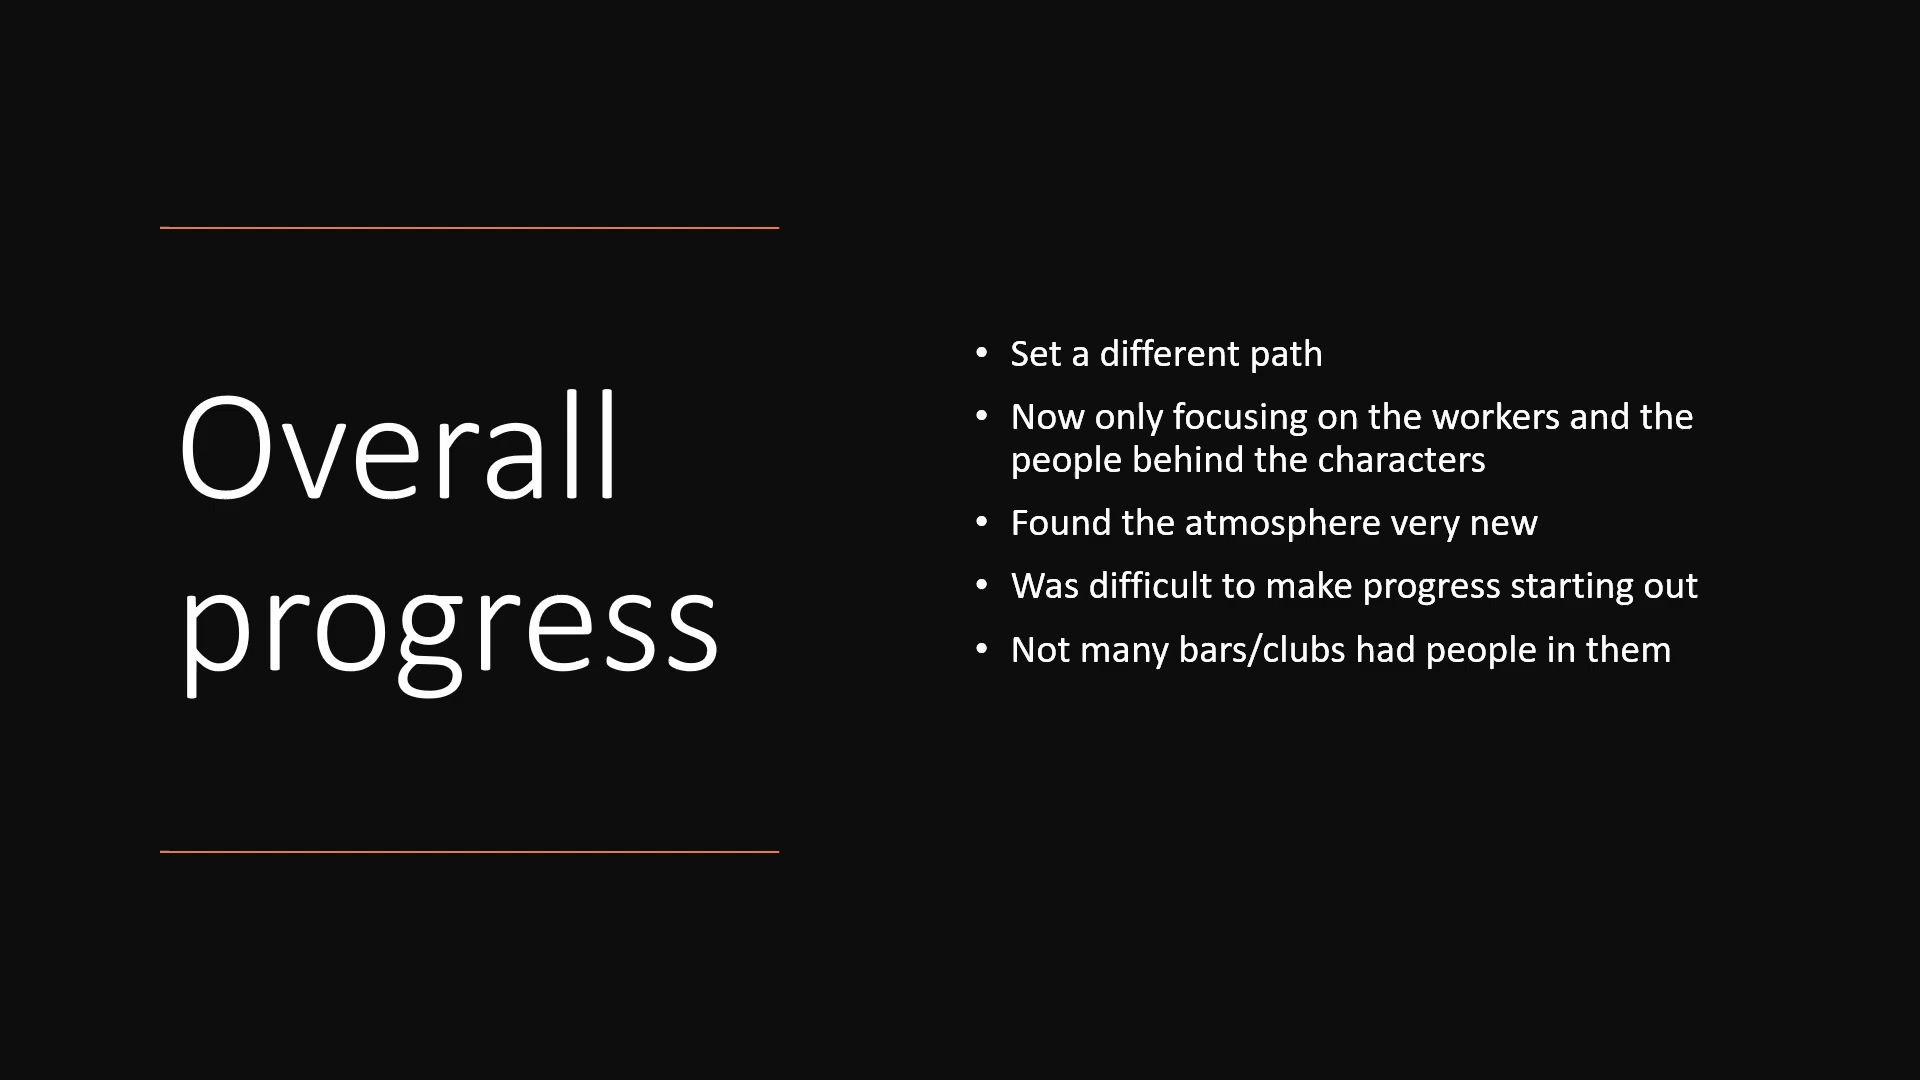 Overall
progress
• Set a different path
• Now only focusing on the workers and the
people behind the characters
• Found the atmosphere very new
• Was difficult to make progress starting out
• Not many bars/clubs had people in them